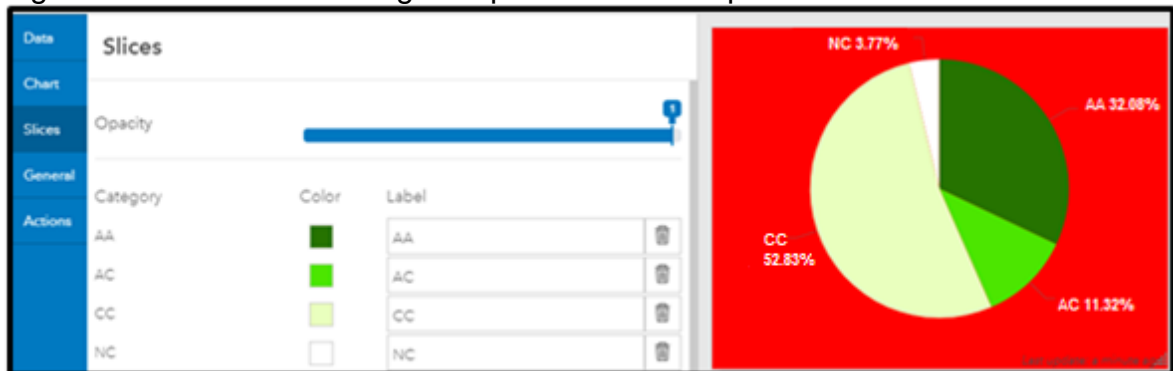 Data
Chart
Slices
General
Actions
Slices
Opacity
1
Category Color Label
AA AA
AC AC
CC CC
NC NC
NC 3.77%
AA 32.08%
CC
52.83%
AC 11.32%